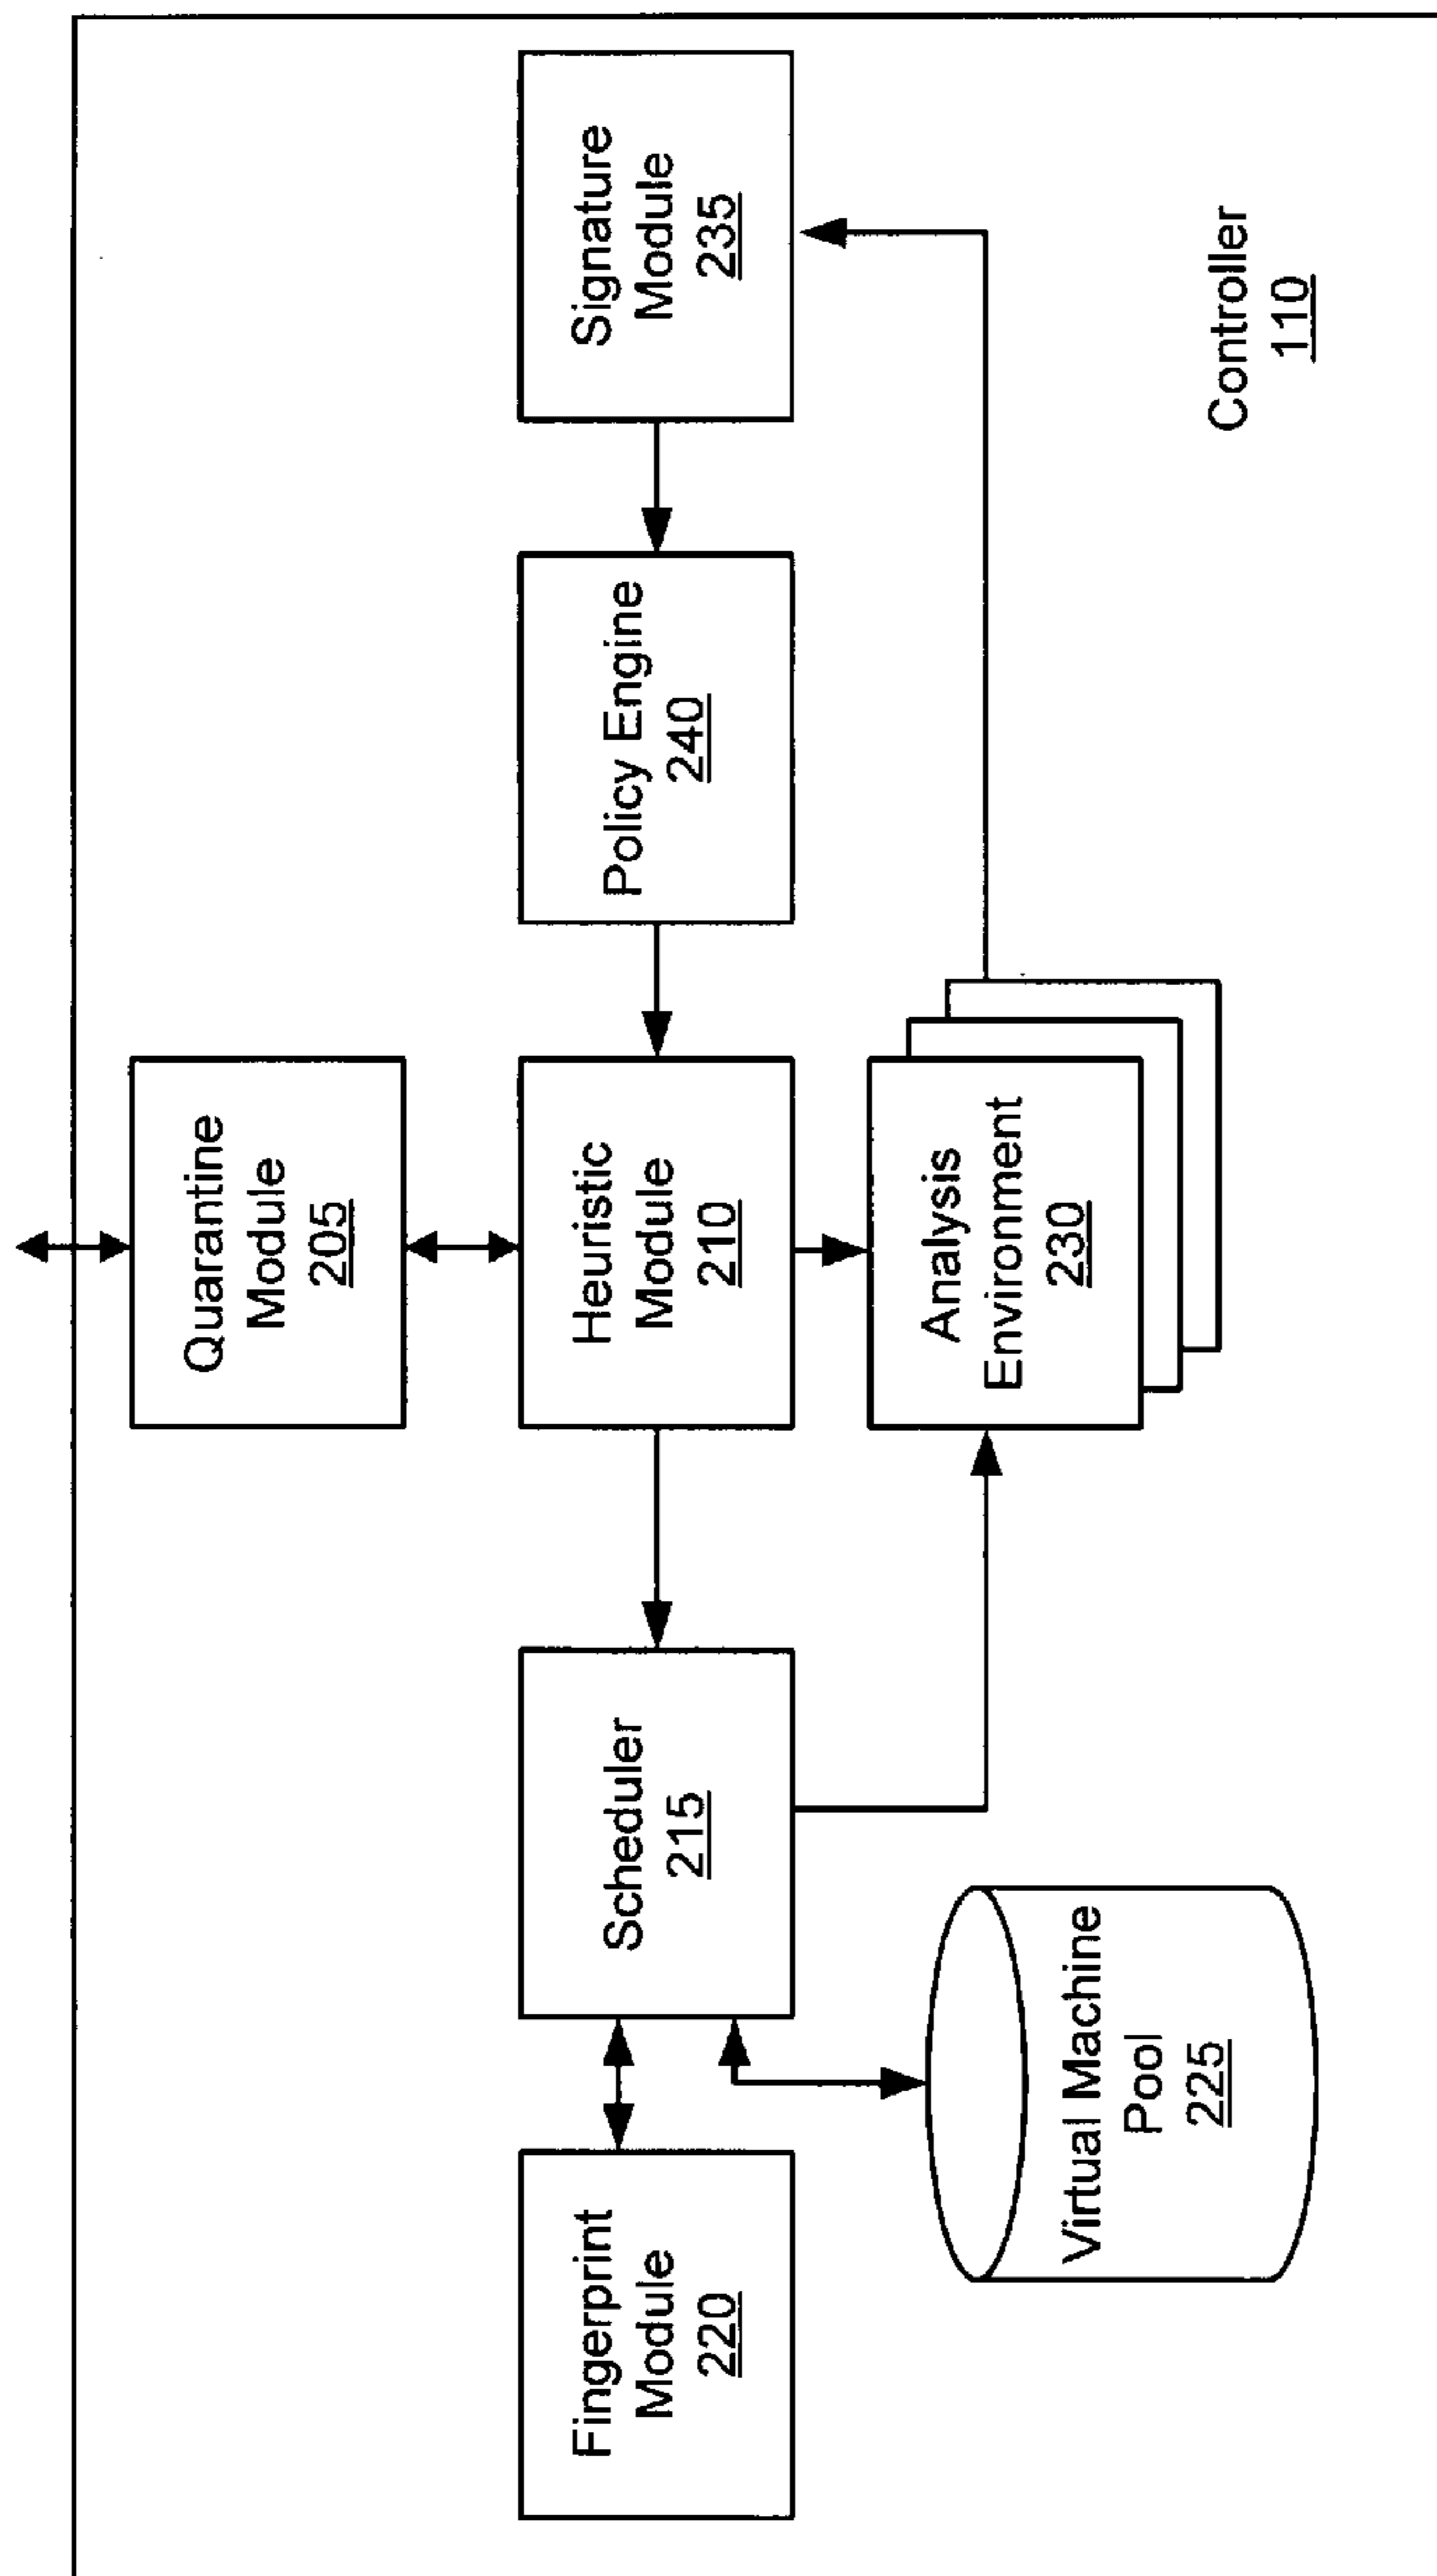 Quarantine
Module
205
Fingerprint
Module
220
Scheduler
215
Heuristic
Module
210
Policy Engine
240
Signature
Module
235
Virtual Machine
Pool
225
Analysis
Environment
230
Controller
110